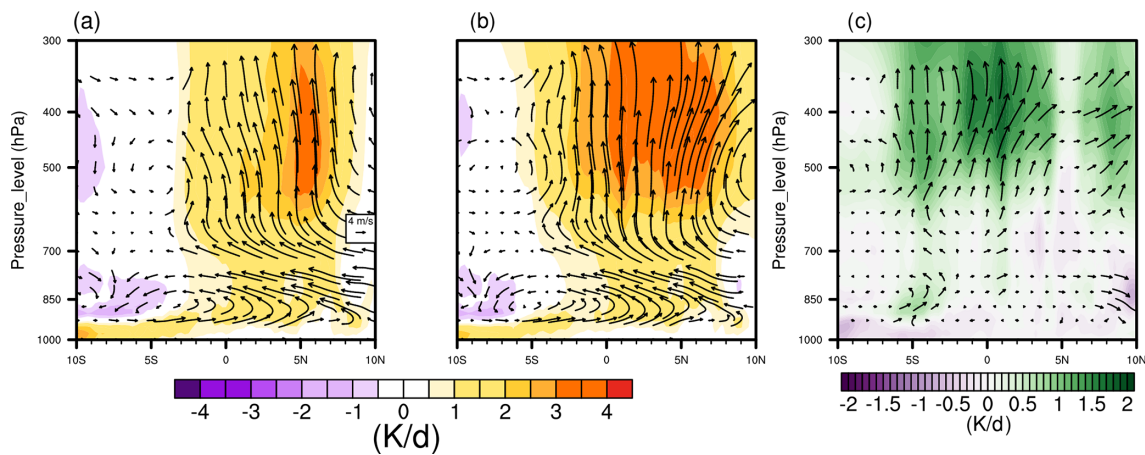 (a)
(b)
(c)
Pressure_level (hPa)
300
400
500
700
850
1000
10S
5S
0
5N
10N
4 m/s
Pressure_level (hPa)
300
400
500
700
850
1000
10S
5S
0
5N
10N
Pressure_level (hPa)
300
400
500
700
850
1000
10S
5S
0
5N
10N
-4 -3 -2 -1 0 1 2 3 4
(K/d)
-2 -1.5 -1 -0.5 0 0.5 1 1.5 2
(K/d)